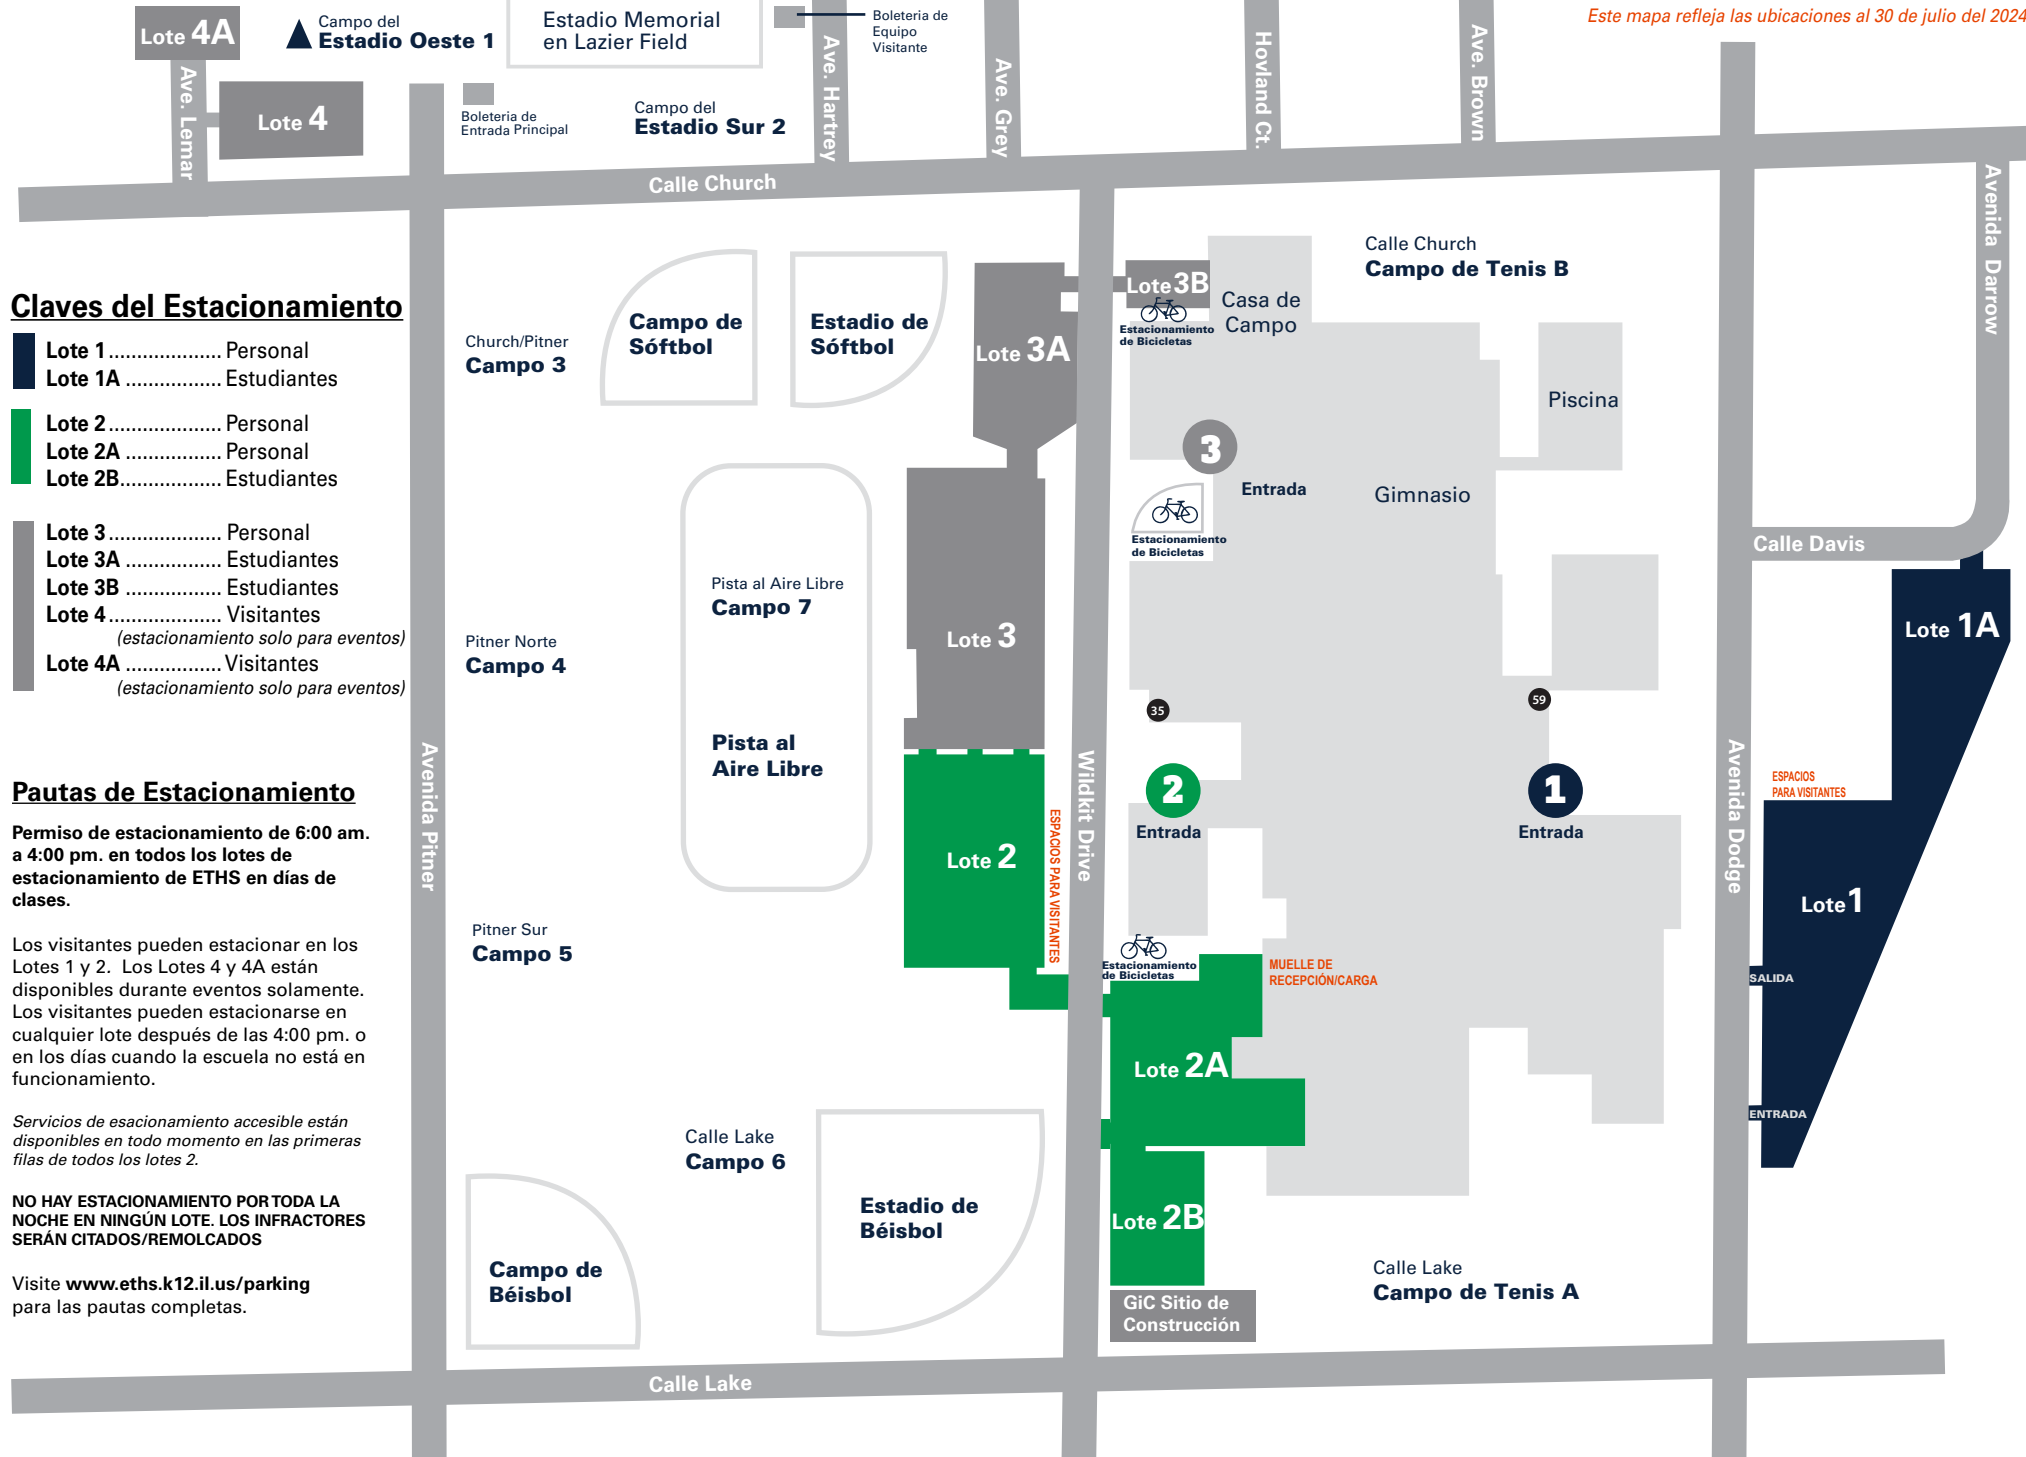 Este mapa refleja las ubicaciones al 30 de julio del 2024
Lote 4A
Campo del
Estadio Oeste 1
Estadio Memorial
en Lazier Field
Boleteria de
Equipo
Visitante
Ave. Lemar
Lote 4
Boleteria de
Entrada Principal
Campo del
Estadio Sur 2
Ave. Hartrey
Ave. Grey
Hovland Ct.
Ave. Brown
Calle Church
Avenida Darrow
Claves del Estacionamiento
Lote 1.................... Personal
Lote 1A ................. Estudiantes
Lote 2.................... Personal
Lote 2A ................. Personal
Lote 2B.................. Estudiantes
Lote 3.................... Personal
Lote 3A ................. Estudiantes
Lote 3B ................. Estudiantes
Lote 4.................... Visitantes
(estacionamiento solo para eventos)
Lote 4A ................. Visitantes
(estacionamiento solo para eventos)
Pautas de Estacionamiento
Permiso de estacionamiento de 6:00 am.
a 4:00 pm. en todos los lotes de
estacionamiento de ETHS en días de
clases.
Los visitantes pueden estacionar en los
Lotes 1 y 2. Los Lotes 4 y 4A están
disponibles durante eventos solamente.
Los visitantes pueden estacionarse en
cualquier lote después de las 4:00 pm. o
en los días cuando la escuela no está en
funcionamiento.
Servicios de esacionamiento accesible están
disponibles en todo momento en las primeras
filas de todos los lotes 2.
NO HAY ESTACIONAMIENTO POR TODA LA
NOCHE EN NINGÚN LOTE. LOS INFRACTORES
SERÁN CITADOS/REMOLCADOS
Visite www.eths.k12.il.us/parking
para las pautas completas.
Avenida Pitner
Church/Pitner
Campo 3
Campo de
Sóftbol
Estadio de
Sóftbol
Lote 3A
Lote 3B
Estacionamiento
de Bicicletas
Casa de
Campo
Calle Church
Campo de Tenis B
Piscina
3
Entrada
Gimnasio
Estacionamiento
de Bicicletas
Calle Davis
Lote 1A
Pista al Aire Libre
Campo 7
Pitner Norte
Campo 4
Lote 3
35
59
Pista al
Aire Libre
Wildkit Drive
2
Entrada
1
Entrada
Avenida Dodge
ESPACIOS
PARA VISITANTES
Lote 2
ESPACIOS PARA VISITANTES
Lote 1
Pitner Sur
Campo 5
Estacionamiento
de Bicicletas
MUELLE DE
RECEPCIÓN/CARGA
SALIDA
Lote 2A
ENTRADA
Calle Lake
Campo 6
Estadio de
Béisbol
Lote 2B
Campo de
Béisbol
Calle Lake
Campo de Tenis A
GiC Sitio de
Construcción
Calle Lake